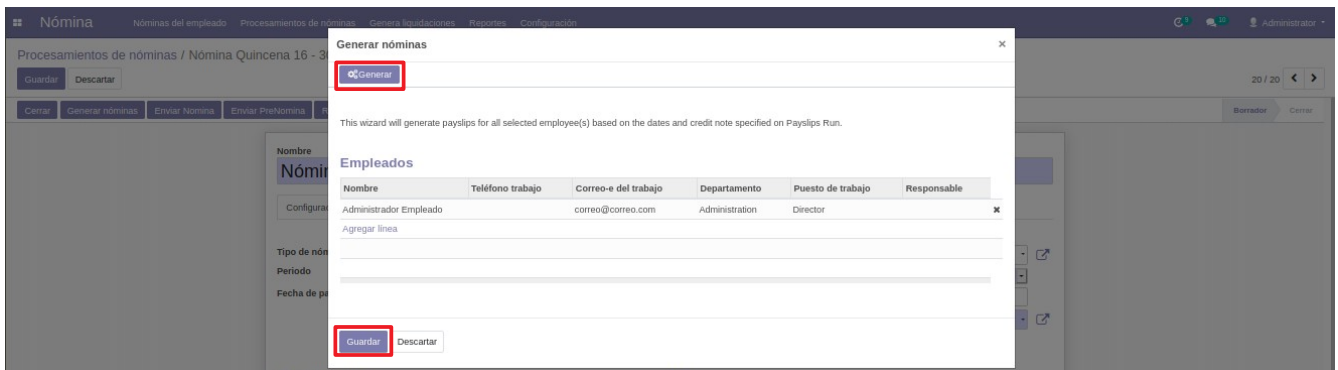 Nómina Nóminas del empleado Procesamientos de nóminas Genera liquidaciones Reportes Configuración Administrator
Procesamientos de nóminas / Nómina Quincena 16 - 3
Guardar Descartar 20 / 20
Cerrar Generar nóminas Enviar Nomina Enviar PreNomina Borrador Cerrar
Generar nóminas ×
Generar
This wizard will generate payslips for all selected employee(s) based on the dates and credit note specified on Payslips Run.
Empleados
Nombre Teléfono trabajo Correo-e del trabajo Departamento Puesto de trabajo Responsable
Administrador Empleado correo@correo.com Administration Director
Agregar línea
Guardar Descartar
Nombre
Nómin
Configurac
Tipo de nóm
Periodo
Fecha de pa